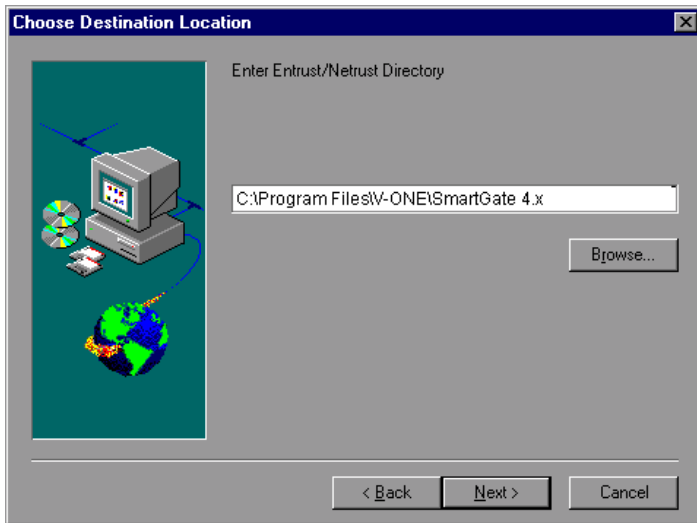 Choose Destination Location
Enter Entrust/Netrust Directory
C:\Program Files\V-ONE\SmartGate 4.x
Browse...
< Back
Next >
Cancel